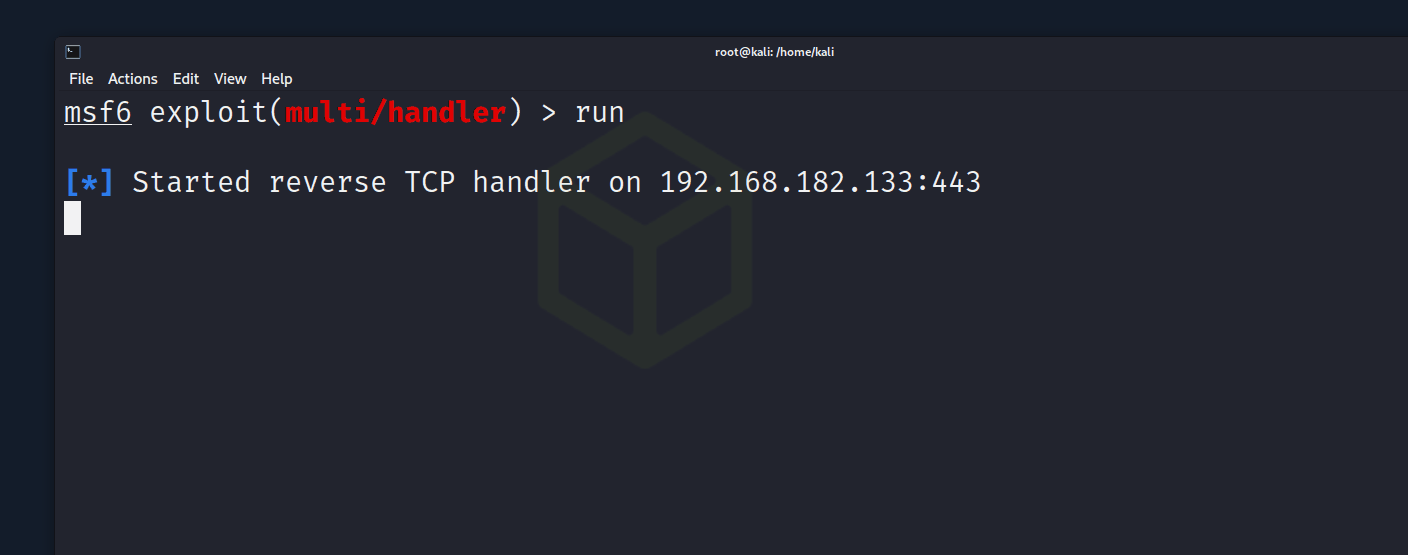 root@kali: /home/kali
File Actions Edit View Help
msf6 exploit(multi/handler) > run
[*] Started reverse TCP handler on 192.168.182.133:443